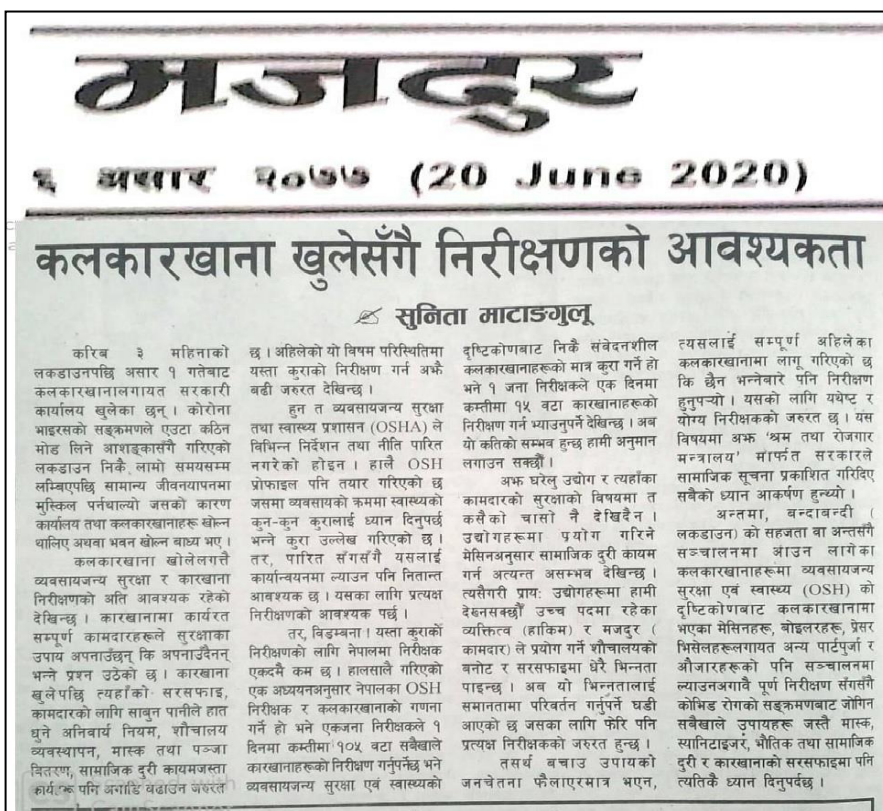 मजदुर
६ असार २०७७ (20 June 2020)
कलकारखाना खुलेसँगै निरीक्षणको आवश्यकता
सुनिता माटाङगुलू
करिब ३ महिनाको
लकडाउनपछि असार १ गतेबाट
कलकारखानालगायत सरकारी
कार्यालय खुलेका छन् । कोरोना
भाइरसको सङ्क्रमणले एउटा कठिन
मोड लिने आशङ्कासँगै गरिएको
लकडाउन निकै लामो समयसम्म
लम्बिएपछि सामान्य जीवनयापनमा
मुस्किल पर्नथाल्यो जसको कारण
कार्यालय तथा कलकारखानाहरू खोल्न
थालिए अथवा भवन खोल्न बाध्य भए ।
कलकारखाना खोलेलगत्तै
व्यवसायजन्य सुरक्षा र कारखाना
निरीक्षणको अति आवश्यक रहेको
देखिन्छ । कारखानामा कार्यरत
सम्पूर्ण कामदारहरूले सुरक्षाका
उपाय अपनाउँछन् कि अपनाउँदैनन्
भन्ने प्रश्न उठेको छ । कारखाना
खुलेपछि त्यहाँको सरसफाइ,
कामदारको लागि साबुन पानीले हात
धुने अनिवार्य नियम, शौचालय
व्यवस्थापन, मास्क तथा पञ्जा
वितरण, सामाजिक दुरी कायमजस्ता
कार्यहरू पनि अगाडि बढाउन जरुरत
छ । अहिलेको यो विषम परिस्थितिमा
यस्ता कुराको निरीक्षण गर्न अझै
बढी जरुरत देखिन्छ ।
हुन त व्यवसायजन्य सुरक्षा
तथा स्वास्थ्य प्रशासन (OSHA) ले
विभिन्न निर्देशन तथा नीति पारित
नगरेको होइन । हालै OSH
प्रोफाइल पनि तयार गरिएको छ
जसमा व्यवसायको क्रममा स्वास्थ्यको
कुन-कुन कुरालाई ध्यान दिनुपर्छ
भन्ने कुरा उल्लेख गरिएको छ ।
तर, पारित सँगसँगै यसलाई
कार्यान्वयनमा ल्याउन पनि नितान्त
आवश्यक छ । यसका लागि प्रत्यक्ष
निरीक्षणको आवश्यक पर्छ ।
तर, विडम्बना ! यस्ता कुराको
निरीक्षणको लागि नेपालमा निरीक्षक
एकदमै कम छ । हालसालै गरिएको
एक अध्ययनअनुसार नेपालका OSH
निरीक्षक र कलकारखानाको गणना
गर्ने हो भने एकजना निरीक्षकले १
दिनमा कम्तीमा १०५ वटा सबैखाले
कारखानाहरूको निरीक्षण गर्नुपर्नेछ भने
व्यवसायजन्य सुरक्षा एवं स्वास्थ्यको
दृष्टिकोणबाट निकै संवेदनशील
कलकारखानाहरूको मात्र कुरा गर्ने हो
भने १ जना निरीक्षकले एक दिनमा
कम्तीमा १५ वटा कारखानाहरूको
निरीक्षण गर्न भ्याउनुपर्ने देखिन्छ । अब
यो कतिको सम्भव हुन्छ हामी अनुमान
लगाउन सक्छौँ ।
अझ घरेलु उद्योग र त्यहाँका
कामदारको सुरक्षाको विषयमा त
कसैको चासो नै देखिदैन ।
उद्योगहरूमा प्रयोग गरिने
मेसिनअनुसार सामाजिक दुरी कायम
गर्न अत्यन्त असम्भव देखिन्छ ।
त्यसैगरी प्राय: उद्योगहरूमा हामी
देख्नसक्छौँ उच्च पदमा रहेका
व्यक्तित्व (हाकिम) र मजदुर (
कामदार) ले प्रयोग गर्ने शौचालयको
बनोट र सरसफाइमा धेरै भिन्नता
पाइन्छ । अब यो भिन्नतालाई
समानतामा परिवर्तन गर्नुपर्ने घडी
आएको छ जसका लागि फेरि पनि
प्रत्यक्ष निरीक्षकको जरुरत हुन्छ ।
तसर्थ बचाउ उपायको
जनचेतना फैलाएरमात्र भएन,
त्यसलाई सम्पूर्ण अहिलेका
कलकारखानामा लागू गरिएको छ
कि छैन भन्नेबारे पनि निरीक्षण
हुनुपऱ्यो । यसको लागि यथेष्ट र
योग्य निरीक्षकको जरुरत छ । यस
विषयमा अझ 'श्रम तथा रोजगार
मन्त्रालय' मार्फत सरकारले
सामाजिक सूचना प्रकाशित गरिदिए
सबैको ध्यान आकर्षण हुन्थ्यो ।
अन्तमा, बन्दाबन्दी (
लकडाउन) को सहजता वा अन्तसँगै
सञ्चालनमा आउन लागेका
कलकारखानाहरूमा व्यवसायजन्य
सुरक्षा एवं स्वास्थ्य (OSH) को
दृष्टिकोणबाट कलकारखानामा
भएका मेसिनहरू, बोइलरहरू, प्रेसर
भिसेलहरूलगायत अन्य पार्टपुर्जा र
औजारहरूको पनि सञ्चालनमा
ल्याउनअगावै पूर्ण निरीक्षण सँगसँगै
कोभिड रोगको सङ्क्रमणबाट जोगिन
सबैखाले उपायहरू जस्तै मास्क,
स्यानिटाइजर, भौतिक तथा सामाजिक
दुरी र कारखानाको सरसफाइमा पनि
त्यतिकै ध्यान दिनुपर्दछ ।